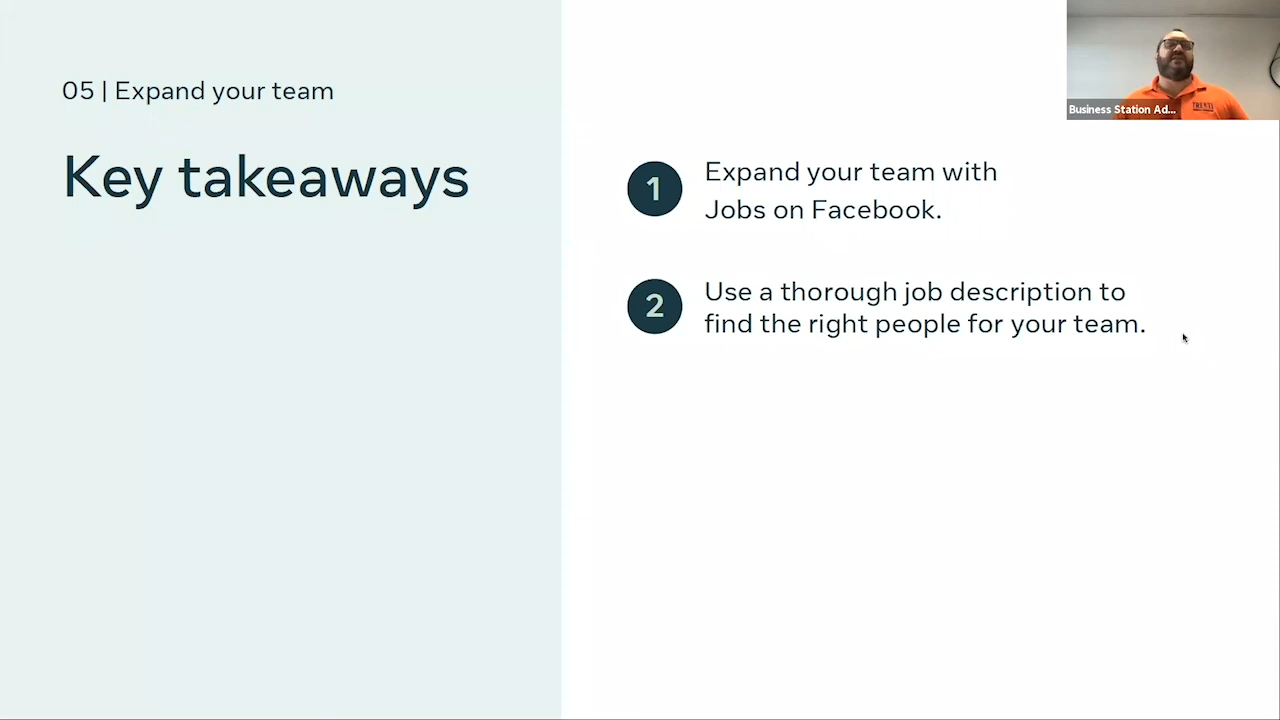 05 | Expand your team
Key takeaways
1
Expand your team with
Jobs on Facebook.
2
Use a thorough job description to
find the right people for your team.
Business Station Ad...